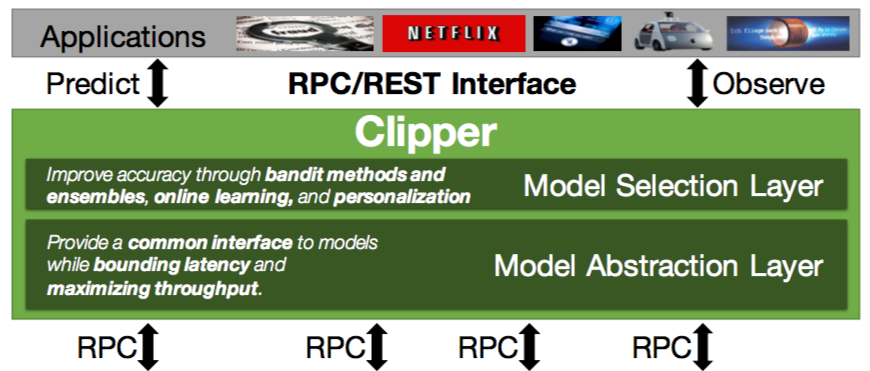 Applications
NETFLIX
Predict
RPC/REST Interface
Observe
Clipper
Improve accuracy through bandit methods and
ensembles, online learning, and personalization
Model Selection Layer
Provide a common interface to models
while bounding latency and
maximizing throughput.
Model Abstraction Layer
RPC
RPC
RPC
RPC